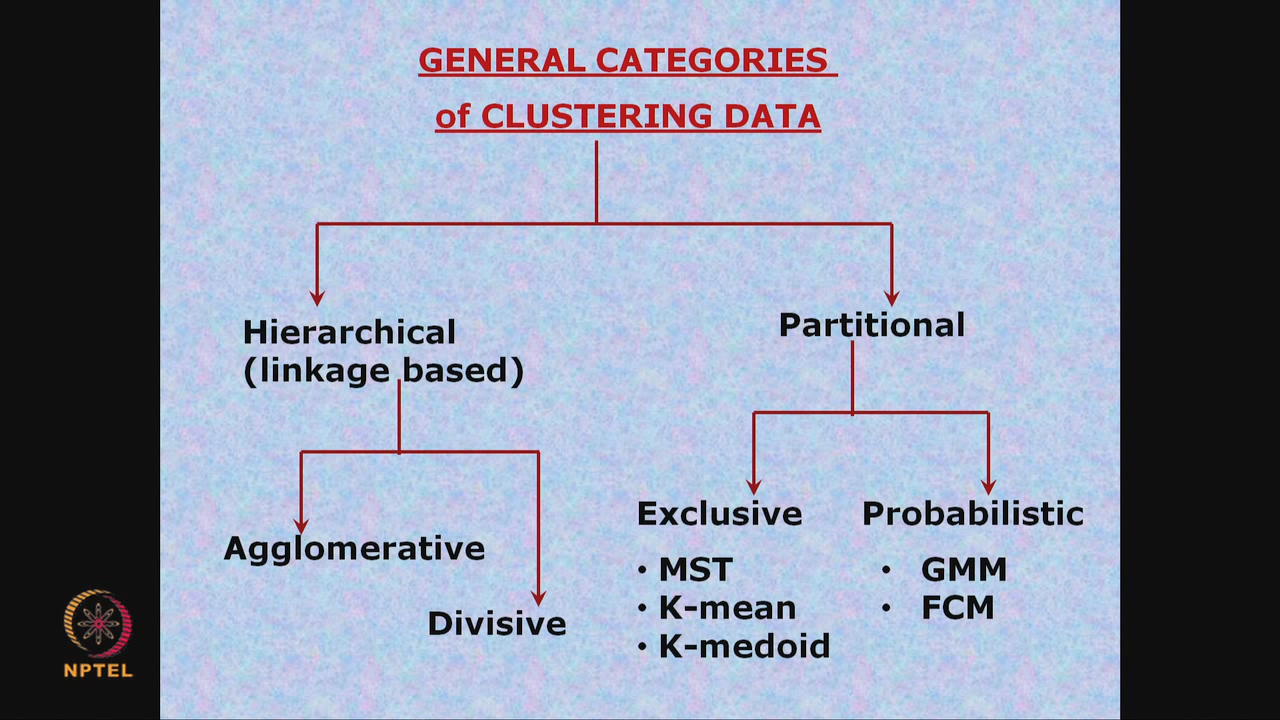 GENERAL CATEGORIES
of CLUSTERING DATA
Hierarchical
(linkage based)
Partitional
Agglomerative
Divisive
Exclusive
• MST
• K-mean
• K-medoid
Probabilistic
• GMM
• FCM
NPTEL